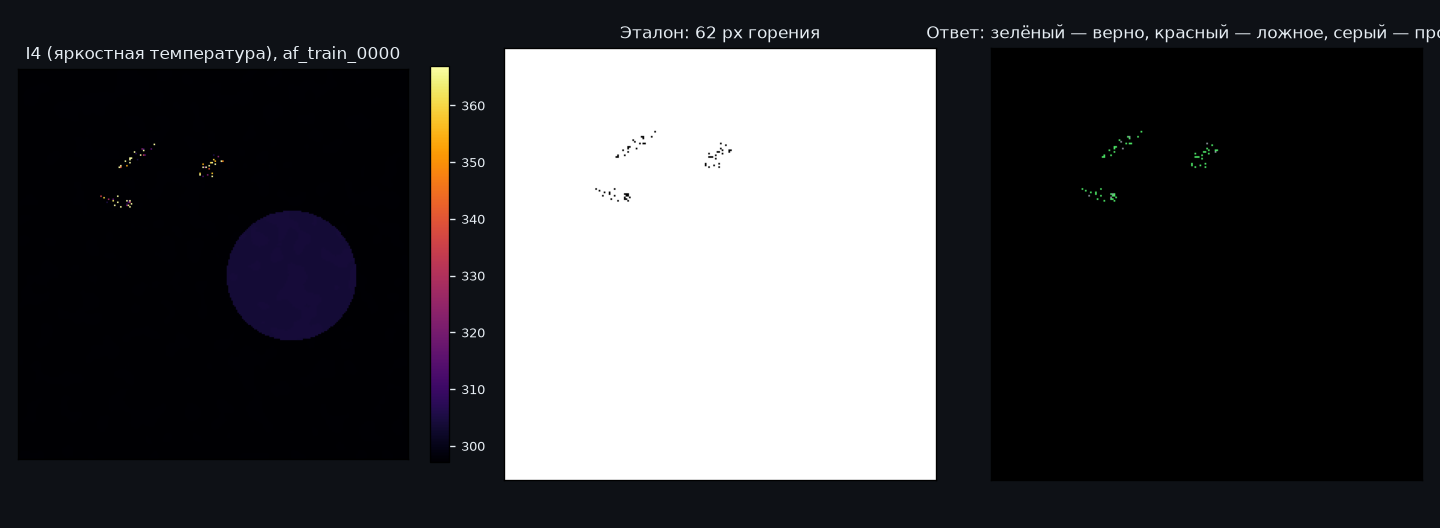 I4 (яркостная температура), af_train_0000
Эталон: 62 px горения
Ответ: зелёный — верно, красный — ложное, серый —
360
350
340
330
320
310
300